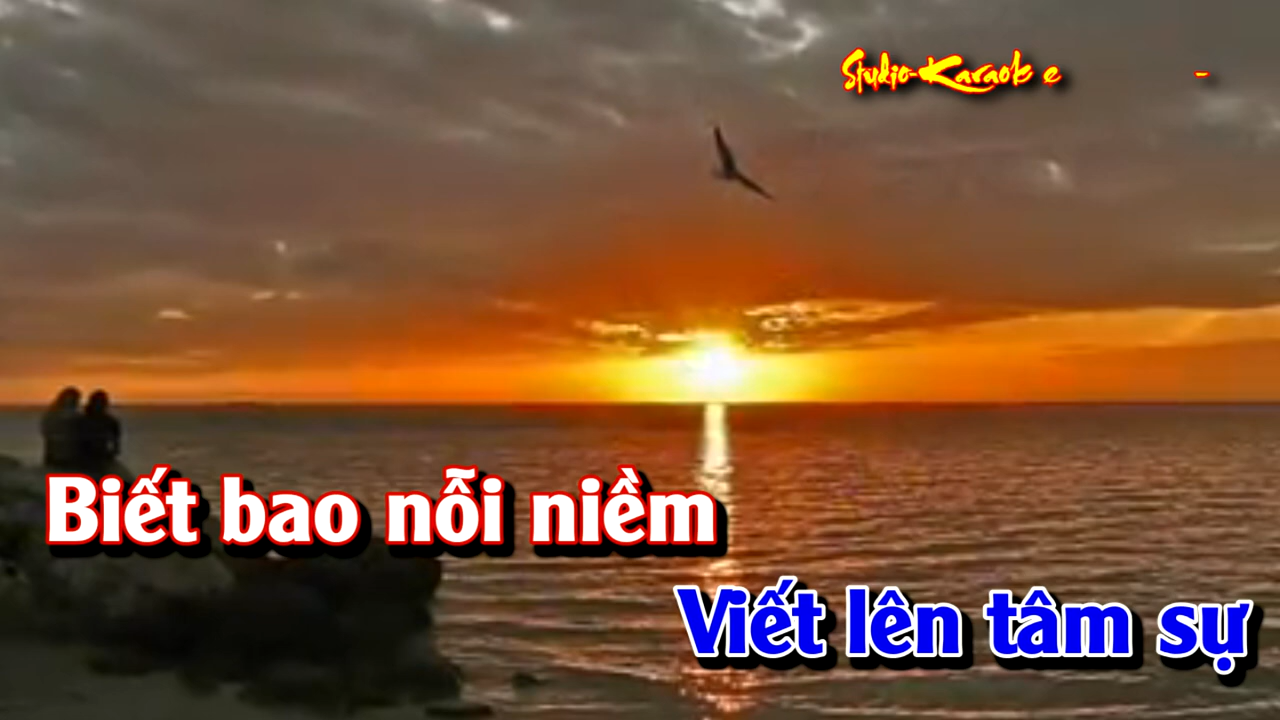 Studio-Karaok e -
Biết bao nỗi niềm
Viết lên tâm sự